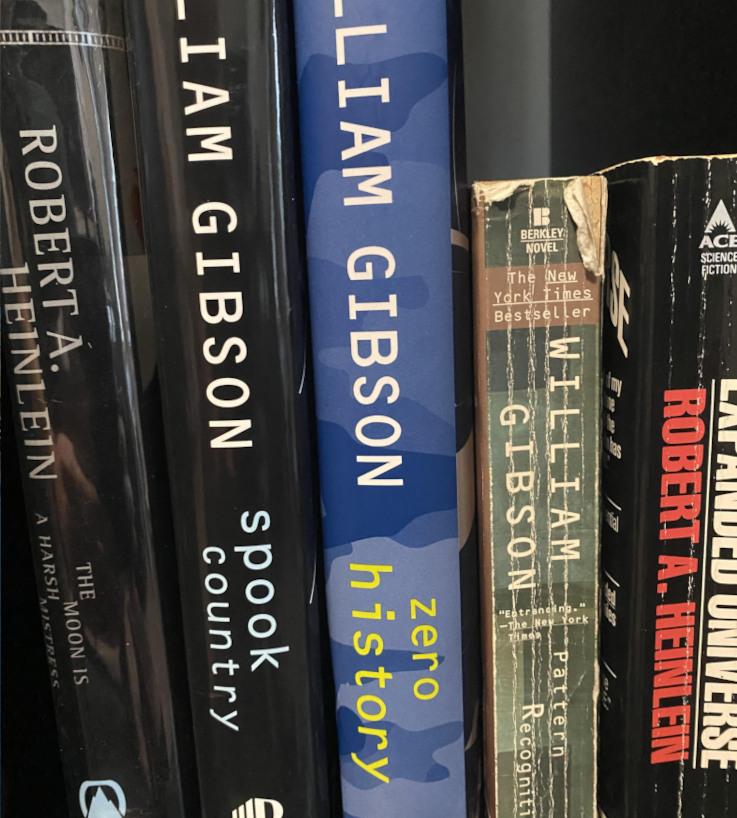 ROBERT A.
HEINLEIN
THE
MOON IS
A HARSH
MISTRESS
LIAM GIBSON
spook
country
LLIAM GIBSON
zero
history
BERKLEY
NOVEL
The New
York Times
Bestseller
WILLIAM
GIBSON
"Entrancing."
—The New York
Times
Pattern
Recogniti
ACE
SCIENCE
FICTION
EXPANDED UNIVERSE
ROBERT A. HEINLEIN